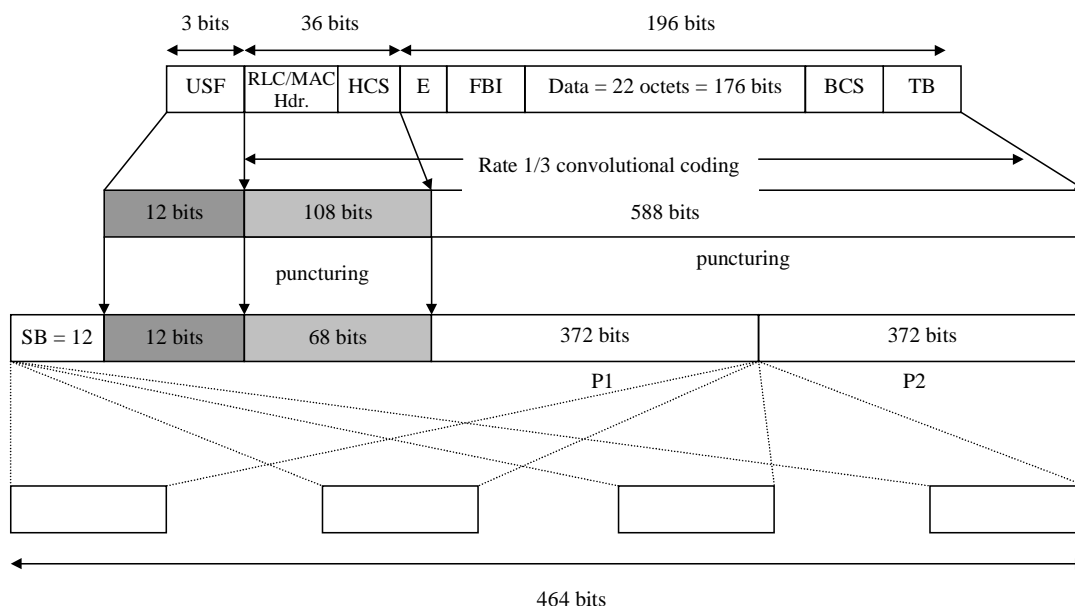 3 bits 36 bits 196 bits
USF RLC/MAC Hdr. HCS E FBI Data = 22 octets = 176 bits BCS TB
Rate 1/3 convolutional coding
12 bits 108 bits 588 bits
puncturing puncturing
SB = 12 12 bits 68 bits 372 bits 372 bits
P1 P2
464 bits